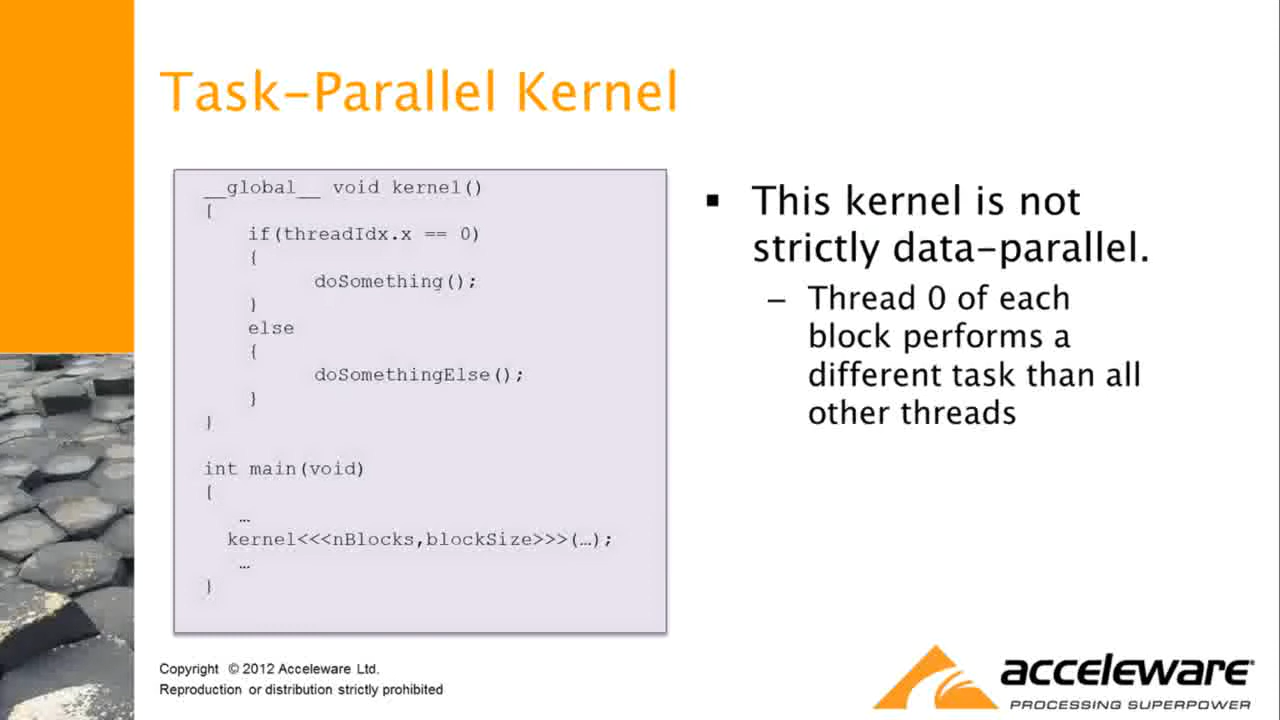 Task-Parallel Kernel
__global__ void kernel()
{
if(threadIdx.x == 0)
{
doSomething();
}
else
{
doSomethingElse();
}
}
int main(void)
{
…
kernel<<<nBlocks,blockSize>>>(…);
…
}
▪ This kernel is not
strictly data-parallel.
– Thread 0 of each
block performs a
different task than all
other threads
Copyright © 2012 Acceleware Ltd.
Reproduction or distribution strictly prohibited
acceleware®
PROCESSING SUPERPOWER